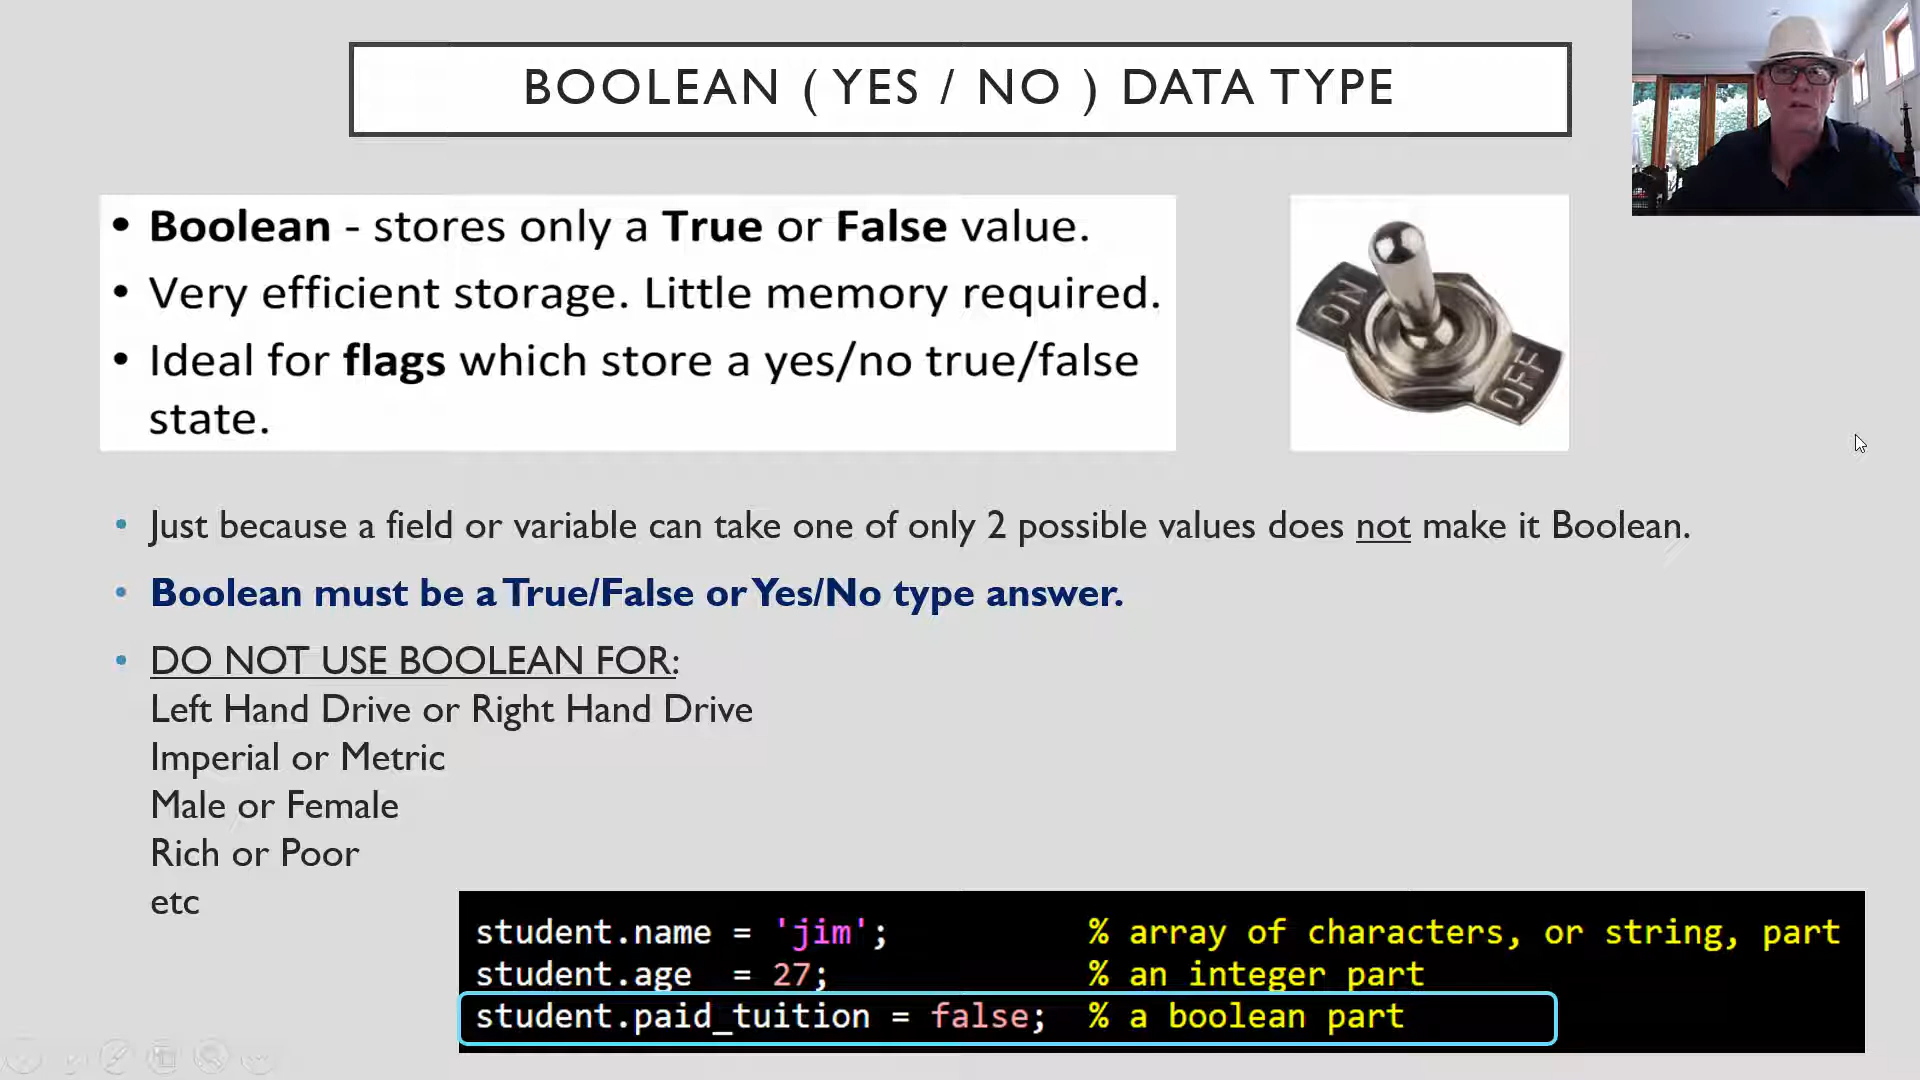 BOOLEAN ( YES / NO ) DATA TYPE
• Boolean - stores only a True or False value.
• Very efficient storage. Little memory required.
• Ideal for flags which store a yes/no true/false
state.
ON
OFF
• Just because a field or variable can take one of only 2 possible values does not make it Boolean.
• Boolean must be a True/False or Yes/No type answer.
• DO NOT USE BOOLEAN FOR:
Left Hand Drive or Right Hand Drive
Imperial or Metric
Male or Female
Rich or Poor
etc
student.name = 'jim'; % array of characters, or string, part
student.age = 27; % an integer part
student.paid_tuition = false; % a boolean part